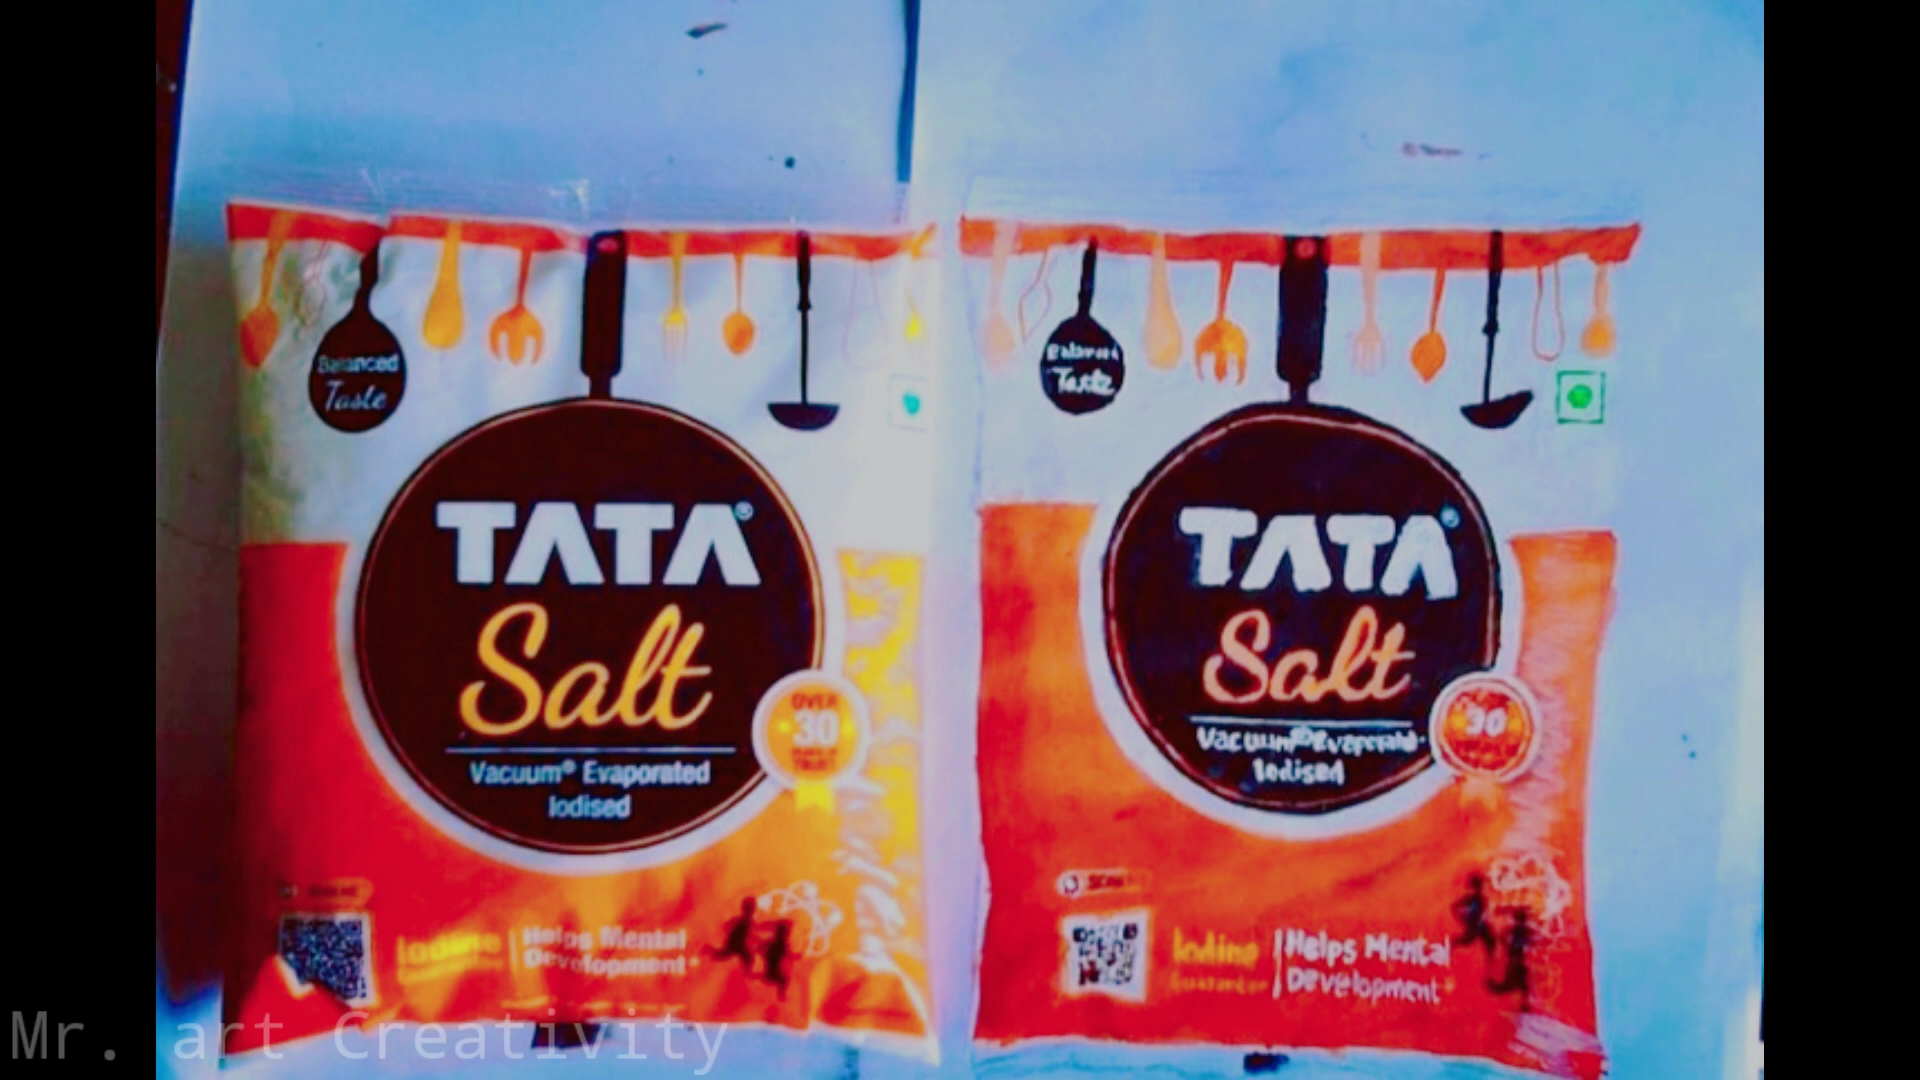 Balanced
Taste
TATA®
Salt
Vacuum® Evaporated
Iodised
OVER
30
Iodine
Helps Mental
Development*
Taste
TATA®
Salt
Iodised
30
Iodine
Helps Mental
Development*
Mr. art Creativity